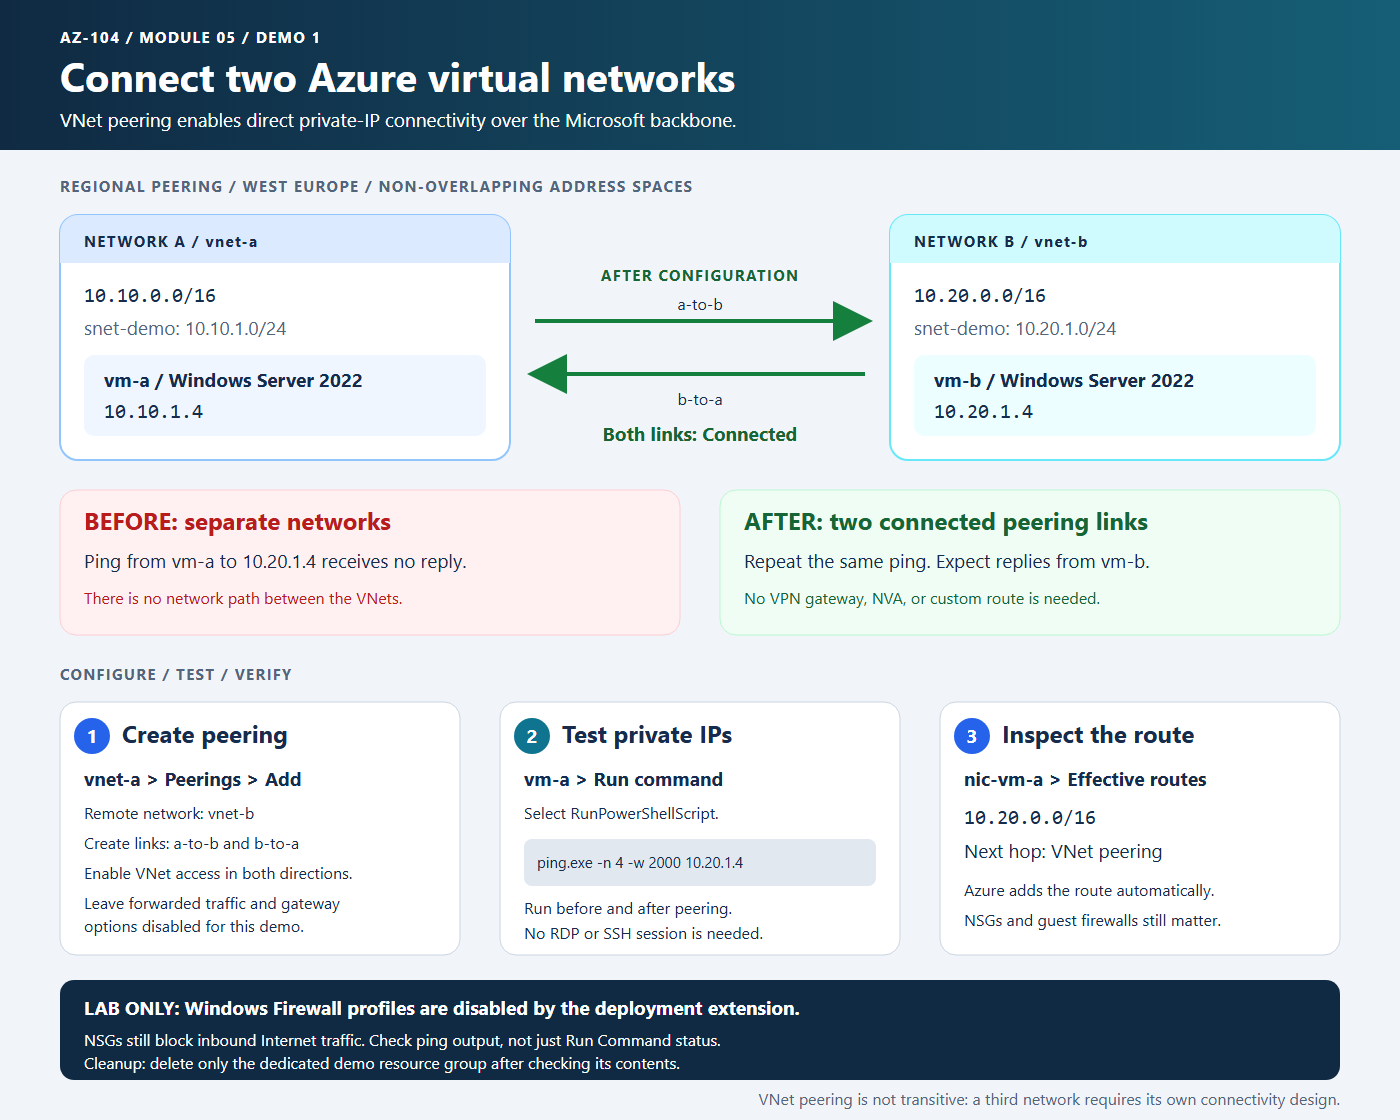 AZ-104 / MODULE 05 / DEMO 1
Connect two Azure virtual networks
VNet peering enables direct private-IP connectivity over the Microsoft backbone.
REGIONAL PEERING / WEST EUROPE / NON-OVERLAPPING ADDRESS SPACES
NETWORK A / vnet-a
10.10.0.0/16
snet-demo: 10.10.1.0/24
vm-a / Windows Server 2022
10.10.1.4
AFTER CONFIGURATION
a-to-b
b-to-a
Both links: Connected
NETWORK B / vnet-b
10.20.0.0/16
snet-demo: 10.20.1.0/24
vm-b / Windows Server 2022
10.20.1.4
BEFORE: separate networks
Ping from vm-a to 10.20.1.4 receives no reply.
There is no network path between the VNets.
AFTER: two connected peering links
Repeat the same ping. Expect replies from vm-b.
No VPN gateway, NVA, or custom route is needed.
CONFIGURE / TEST / VERIFY
1 Create peering
vnet-a > Peerings > Add
Remote network: vnet-b
Create links: a-to-b and b-to-a
Enable VNet access in both directions.
Leave forwarded traffic and gateway
options disabled for this demo.
2 Test private IPs
vm-a > Run command
Select RunPowerShellScript.
ping.exe -n 4 -w 2000 10.20.1.4
Run before and after peering.
No RDP or SSH session is needed.
3 Inspect the route
nic-vm-a > Effective routes
10.20.0.0/16
Next hop: VNet peering
Azure adds the route automatically.
NSGs and guest firewalls still matter.
LAB ONLY: Windows Firewall profiles are disabled by the deployment extension.
NSGs still block inbound Internet traffic. Check ping output, not just Run Command status.
Cleanup: delete only the dedicated demo resource group after checking its contents.
VNet peering is not transitive: a third network requires its own connectivity design.